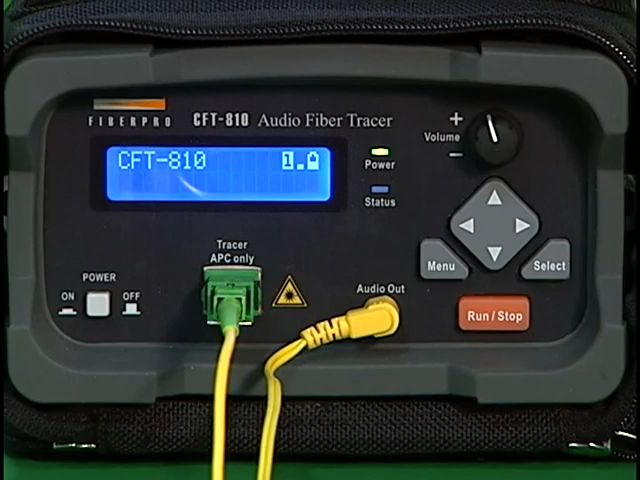 FIBERPRO
CFT-810 Audio Fiber Tracer
CFT-810 1.
Power
Status
+
Volume
−
Tracer
APC only
POWER
ON OFF
Audio Out
Menu
Select
Run / Stop